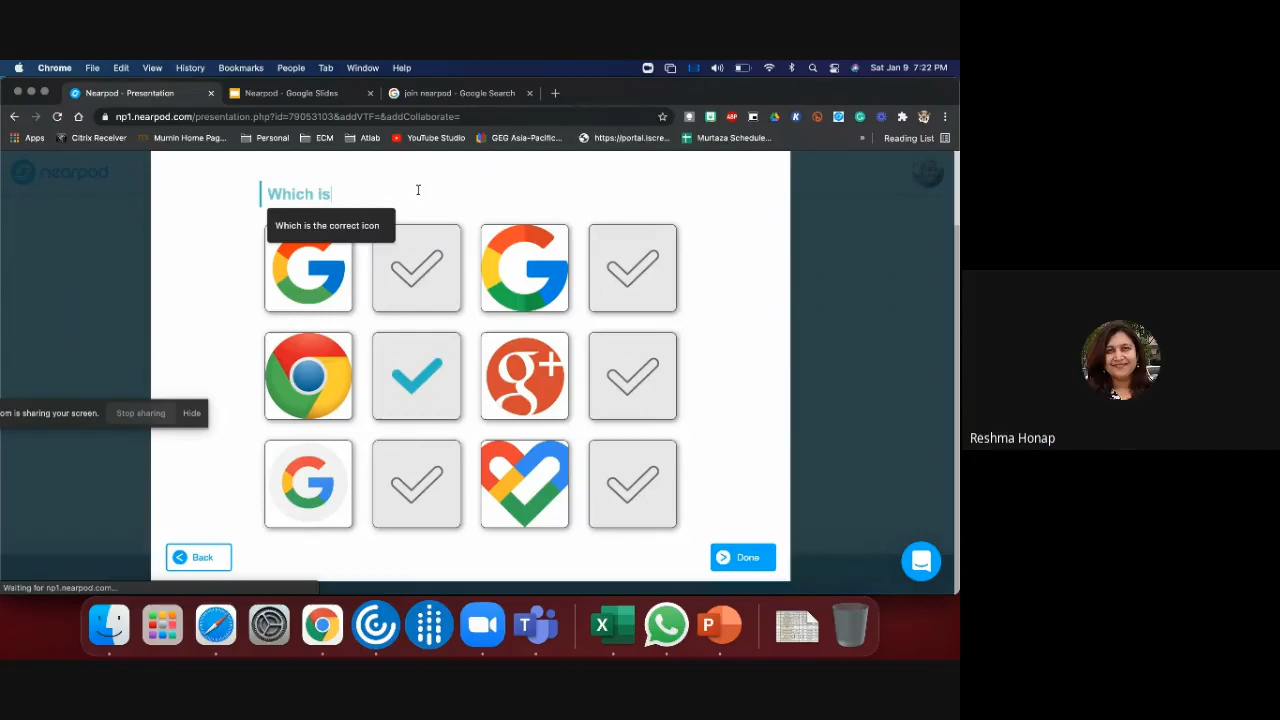 Chrome File Edit View History Bookmarks People Tab Window Help Sat Jan 9 7:22 PM
Nearpod - Presentation × Nearpod - Google Slides × join nearpod - Google Search × +
np1.nearpod.com/presentation.php?id=79053103&addVTF=&addCollaborate=
Apps Citrix Receiver Mumin Home Pag... Personal ECM Atlab YouTube Studio GEG Asia-Pacific... https://portal.iscre... Murtaza Schedule... » Reading List
nearpod
Which is
Which is the correct icon
om is sharing your screen. Stop sharing Hide
Back
Done
Waiting for np1.nearpod.com...
Reshma Honap